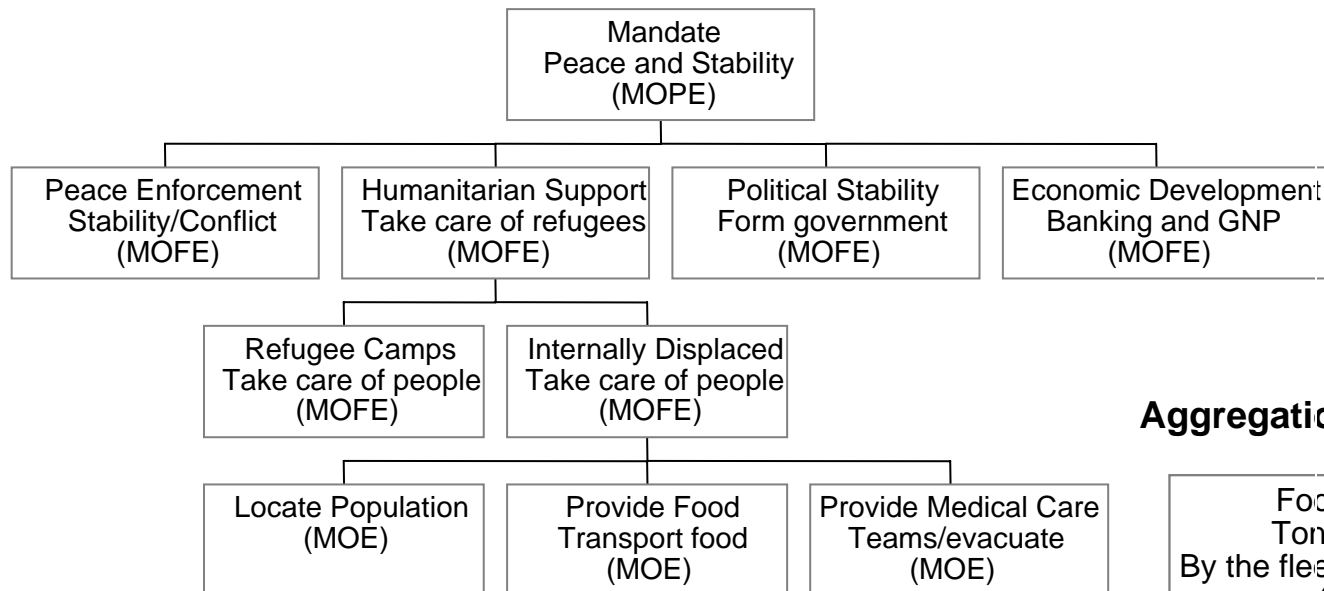 Mandate
Peace and Stability
(MOPE)
Peace Enforcement
Stability/Conflict
(MOFE)
Humanitarian Support
Take care of refugees
(MOFE)
Political Stability
Form government
(MOFE)
Economic Development
Banking and GNP
(MOFE)
Refugee Camps
Take care of people
(MOFE)
Internally Displaced
Take care of people
(MOFE)
Locate Population
(MOE)
Provide Food
Transport food
(MOE)
Provide Medical Care
Teams/evacuate
(MOE)
By the